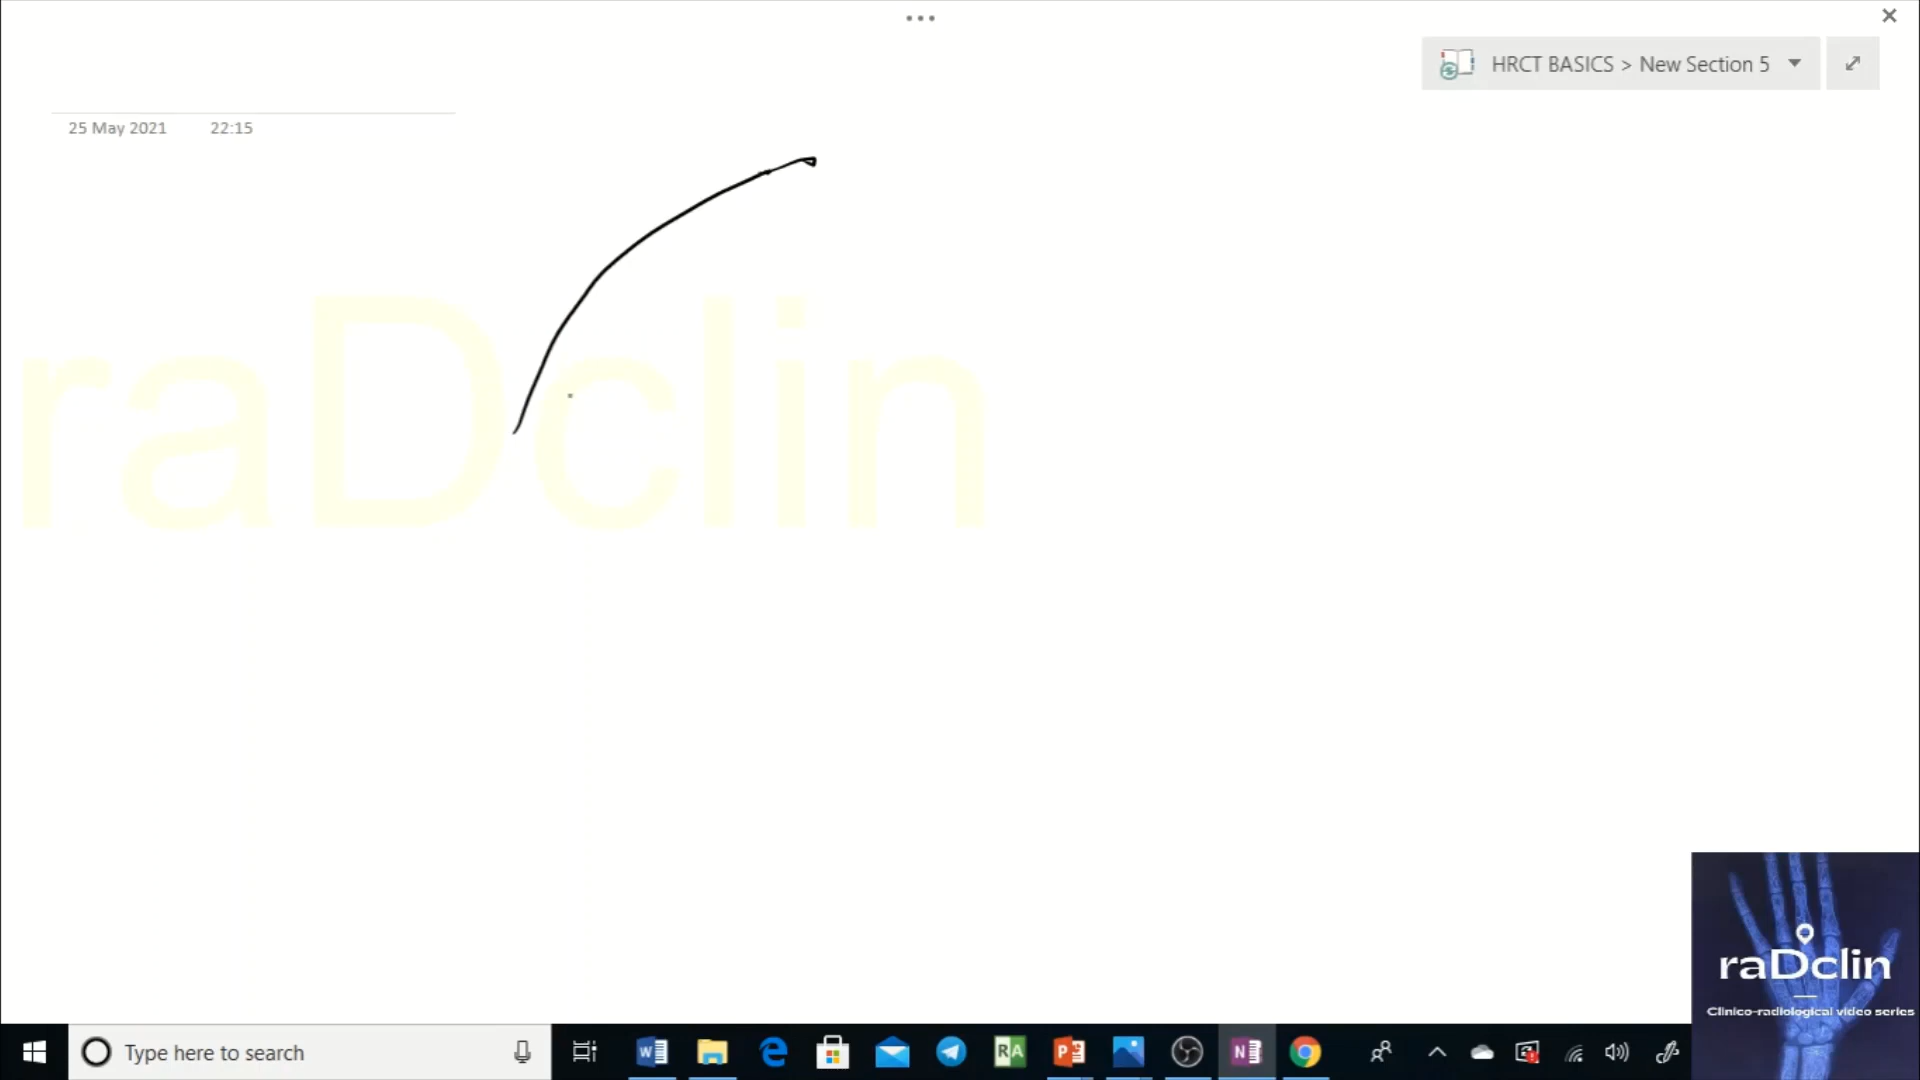 HRCT BASICS > New Section 5
25 May 2021 22:15
raDclin
raDclin
Clinico-radiological video series
Type here to search